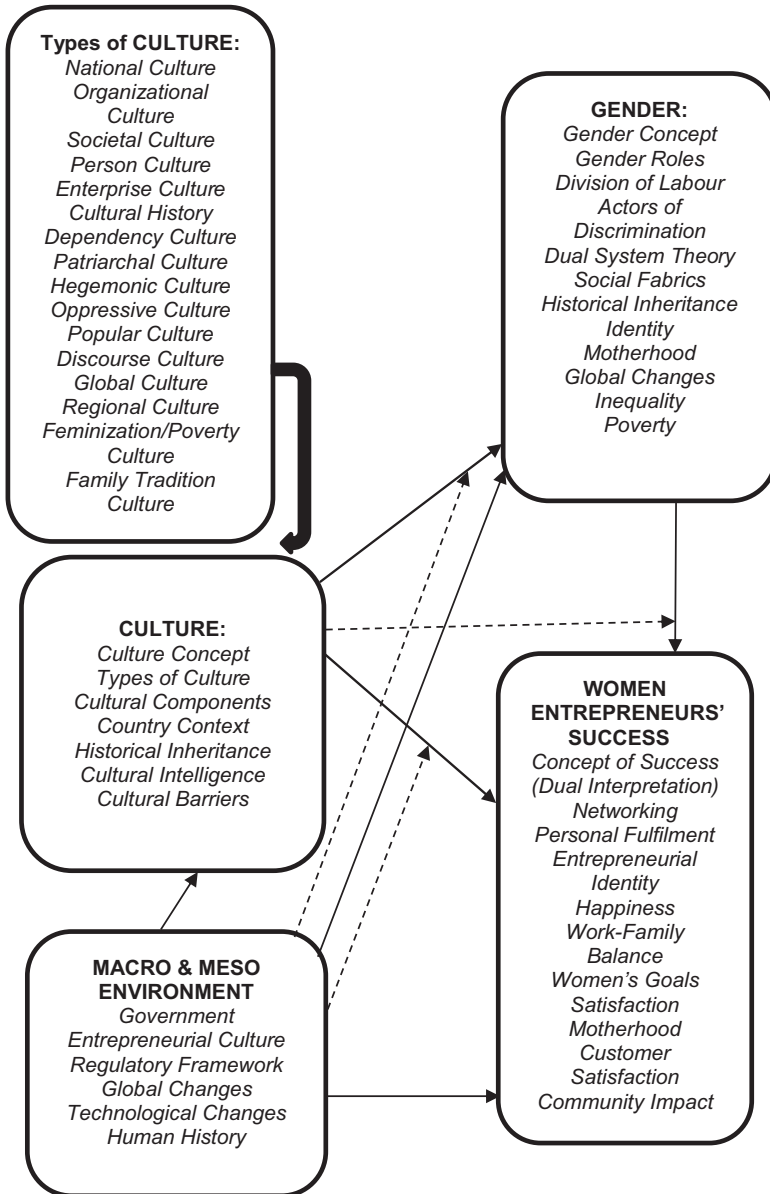 Types of CULTURE:
National Culture
Organizational
Culture
Societal Culture
Person Culture
Enterprise Culture
Cultural History
Dependency Culture
Patriarchal Culture
Hegemonic Culture
Oppressive Culture
Popular Culture
Discourse Culture
Global Culture
Regional Culture
Feminization/Poverty
Culture
Family Tradition
Culture
GENDER:
Gender Concept
Gender Roles
Division of Labour
Actors of
Discrimination
Dual System Theory
Social Fabrics
Historical Inheritance
Identity
Motherhood
Global Changes
Inequality
Poverty
CULTURE:
Culture Concept
Types of Culture
Cultural Components
Country Context
Historical Inheritance
Cultural Intelligence
Cultural Barriers
WOMEN
ENTREPRENEURS’
SUCCESS
Concept of Success
(Dual Interpretation)
Networking
Personal Fulfilment
Entrepreneurial
Identity
Happiness
Work-Family
Balance
Women’s Goals
Satisfaction
Motherhood
Customer
Satisfaction
Community Impact
MACRO & MESO
ENVIRONMENT
Government
Entrepreneurial Culture
Regulatory Framework
Global Changes
Technological Changes
Human History